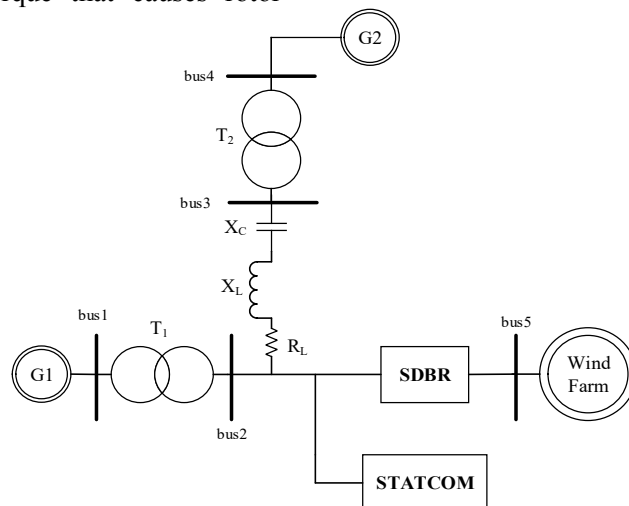 rque that causes rotor
G2
bus4
T2
bus3
XC
XL
bus1
T1
bus5
RL
G1
SDBR
Wind
Farm
bus2
STATCOM